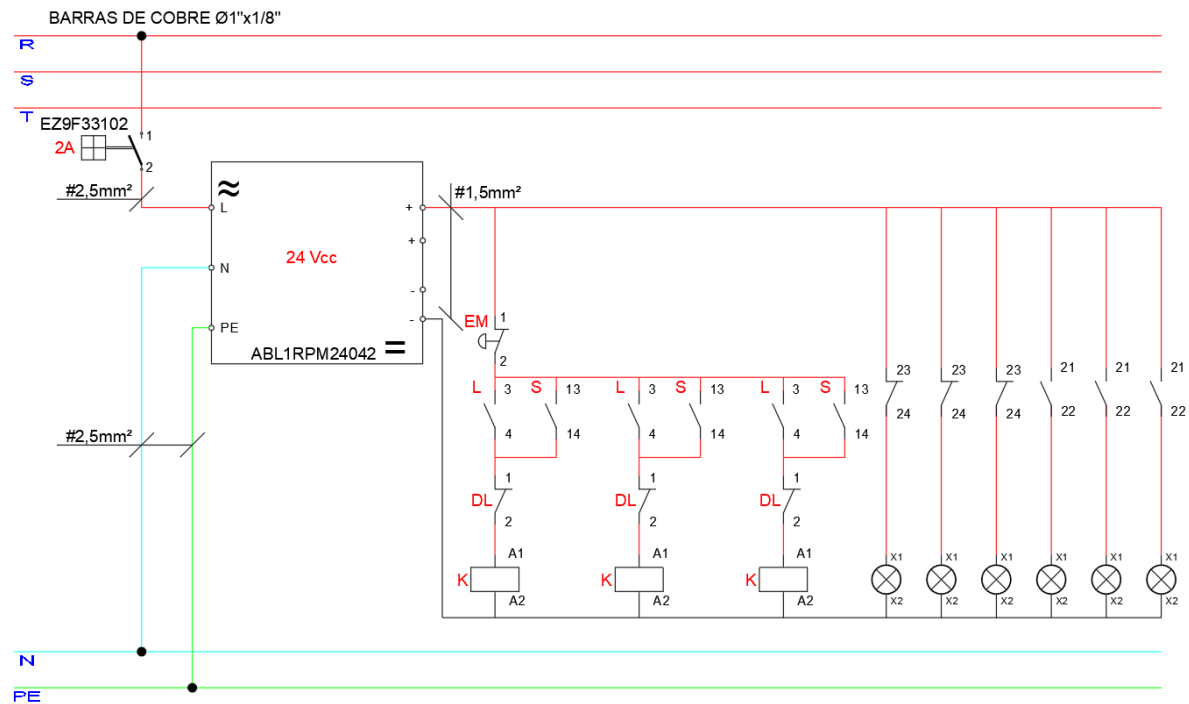 BARRAS DE COBRE Ø1"x1/8"
R
S
T
EZ9F33102
1
2A
2
#2,5mm²
#1,5mm²
≈
L
+
+
24 Vcc
N
-
PE
-
ABL1RPM24042 =
EM 1
2
L 3 S 13 L 3 S 13 L 3 S 13
4 14 4 14 4 14
23 23 23 21 21 21
24 24 24 22 22 22
#2,5mm²
1 1 1
DL DL DL
2 2 2
A1 A1 A1 X1 X1 X1 X1 X1 X1
K K K
A2 A2 A2 X2 X2 X2 X2 X2 X2
N
PE